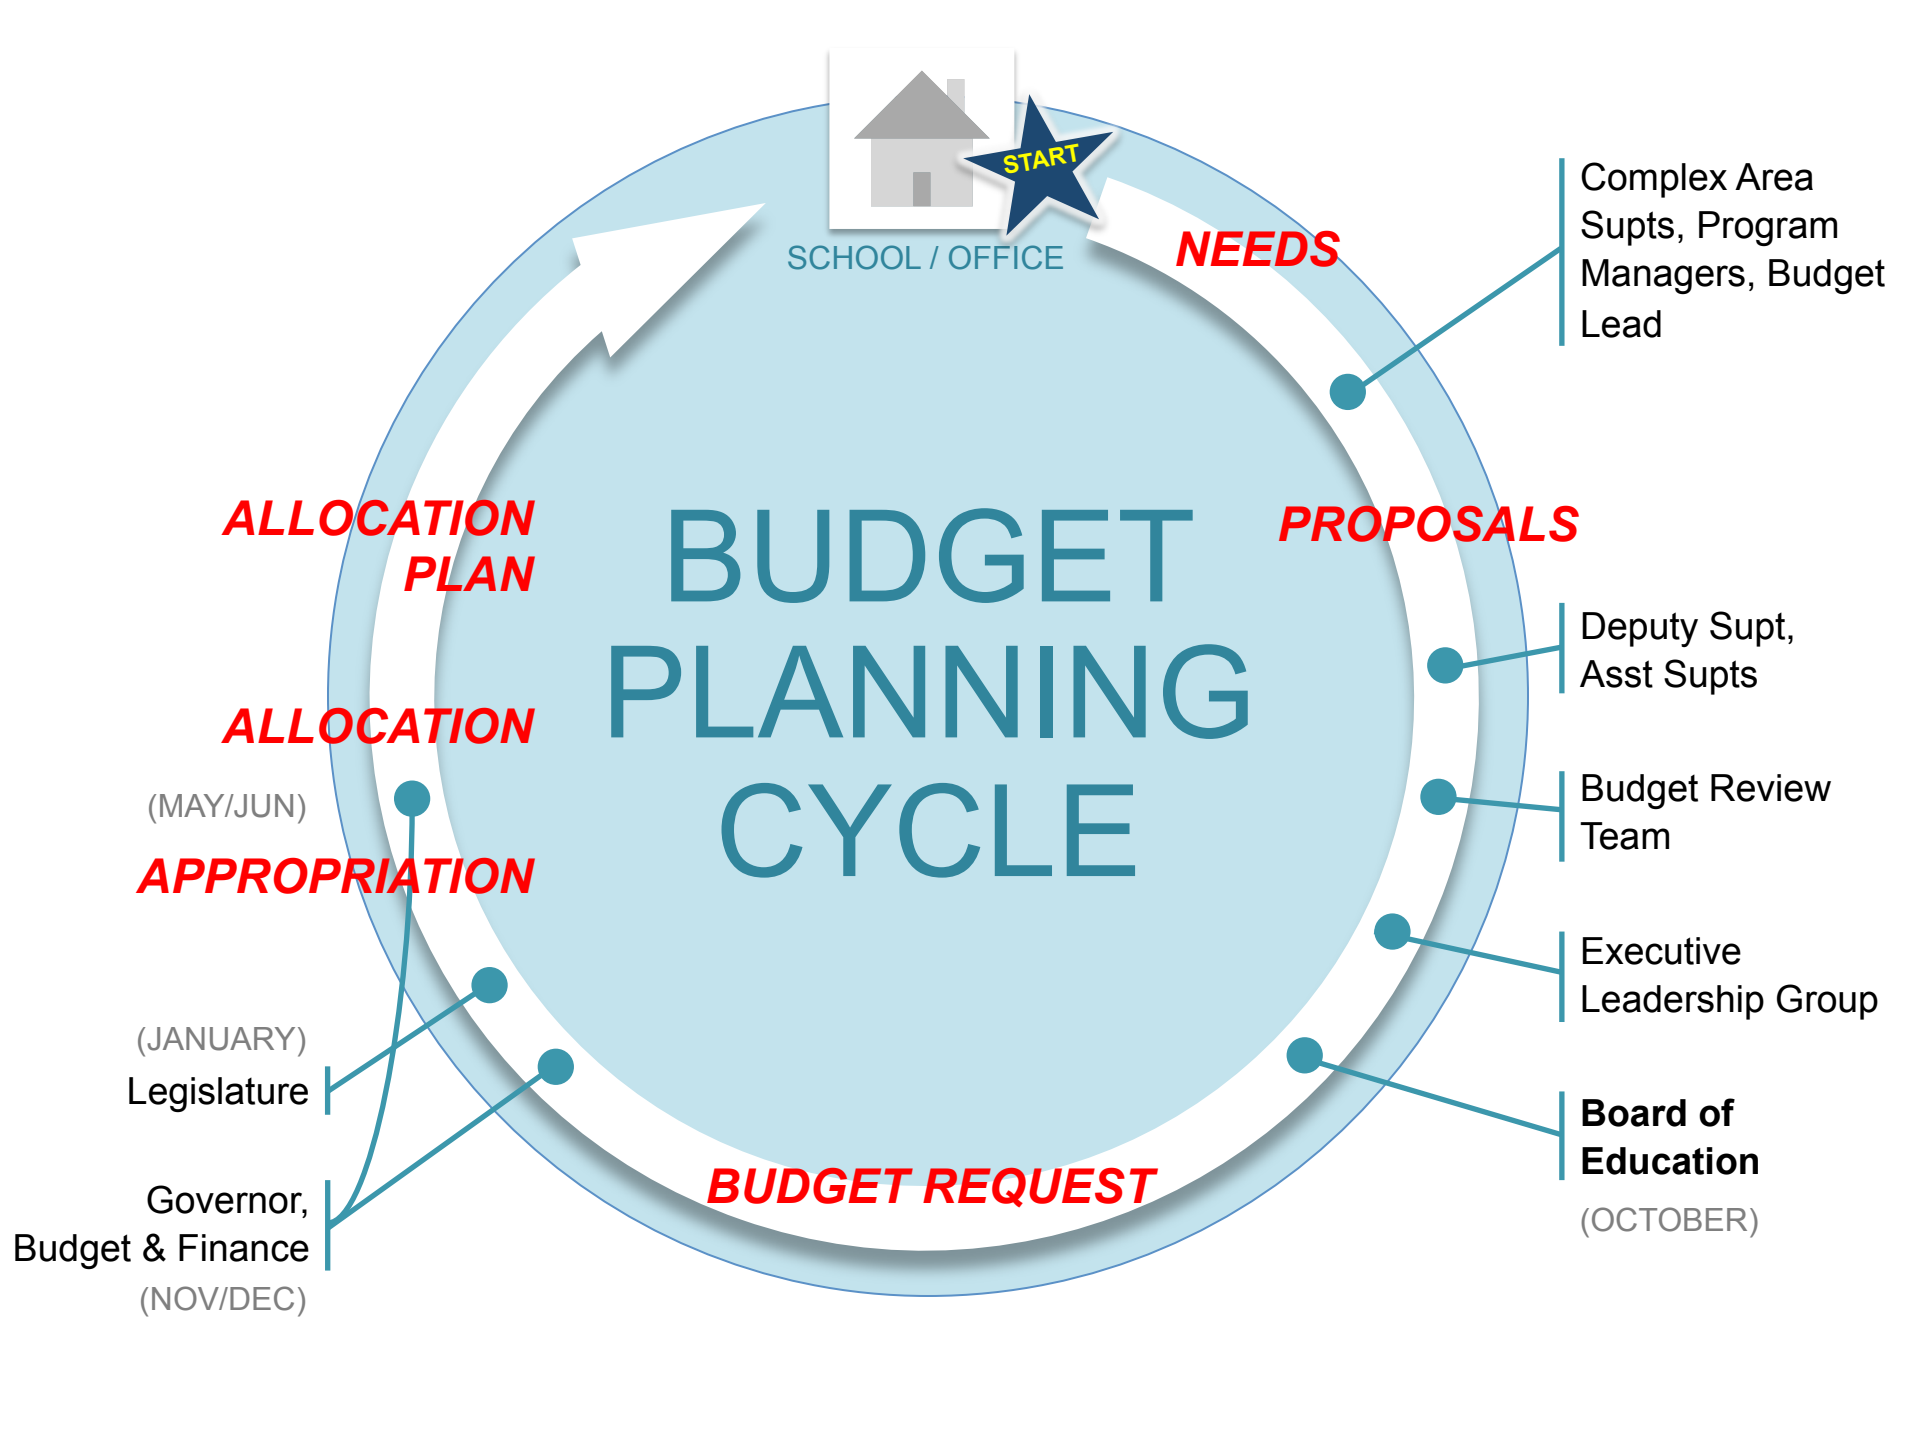 START
SCHOOL / OFFICE
NEEDS
Complex Area
Supts, Program
Managers, Budget
Lead
PROPOSALS
Deputy Supt,
Asst Supts
Budget Review
Team
Executive
Leadership Group
Board of
Education
(OCTOBER)
BUDGET REQUEST
Governor,
Budget & Finance
(NOV/DEC)
(JANUARY)
Legislature
APPROPRIATION
(MAY/JUN)
ALLOCATION
ALLOCATION
PLAN
BUDGET
PLANNING
CYCLE